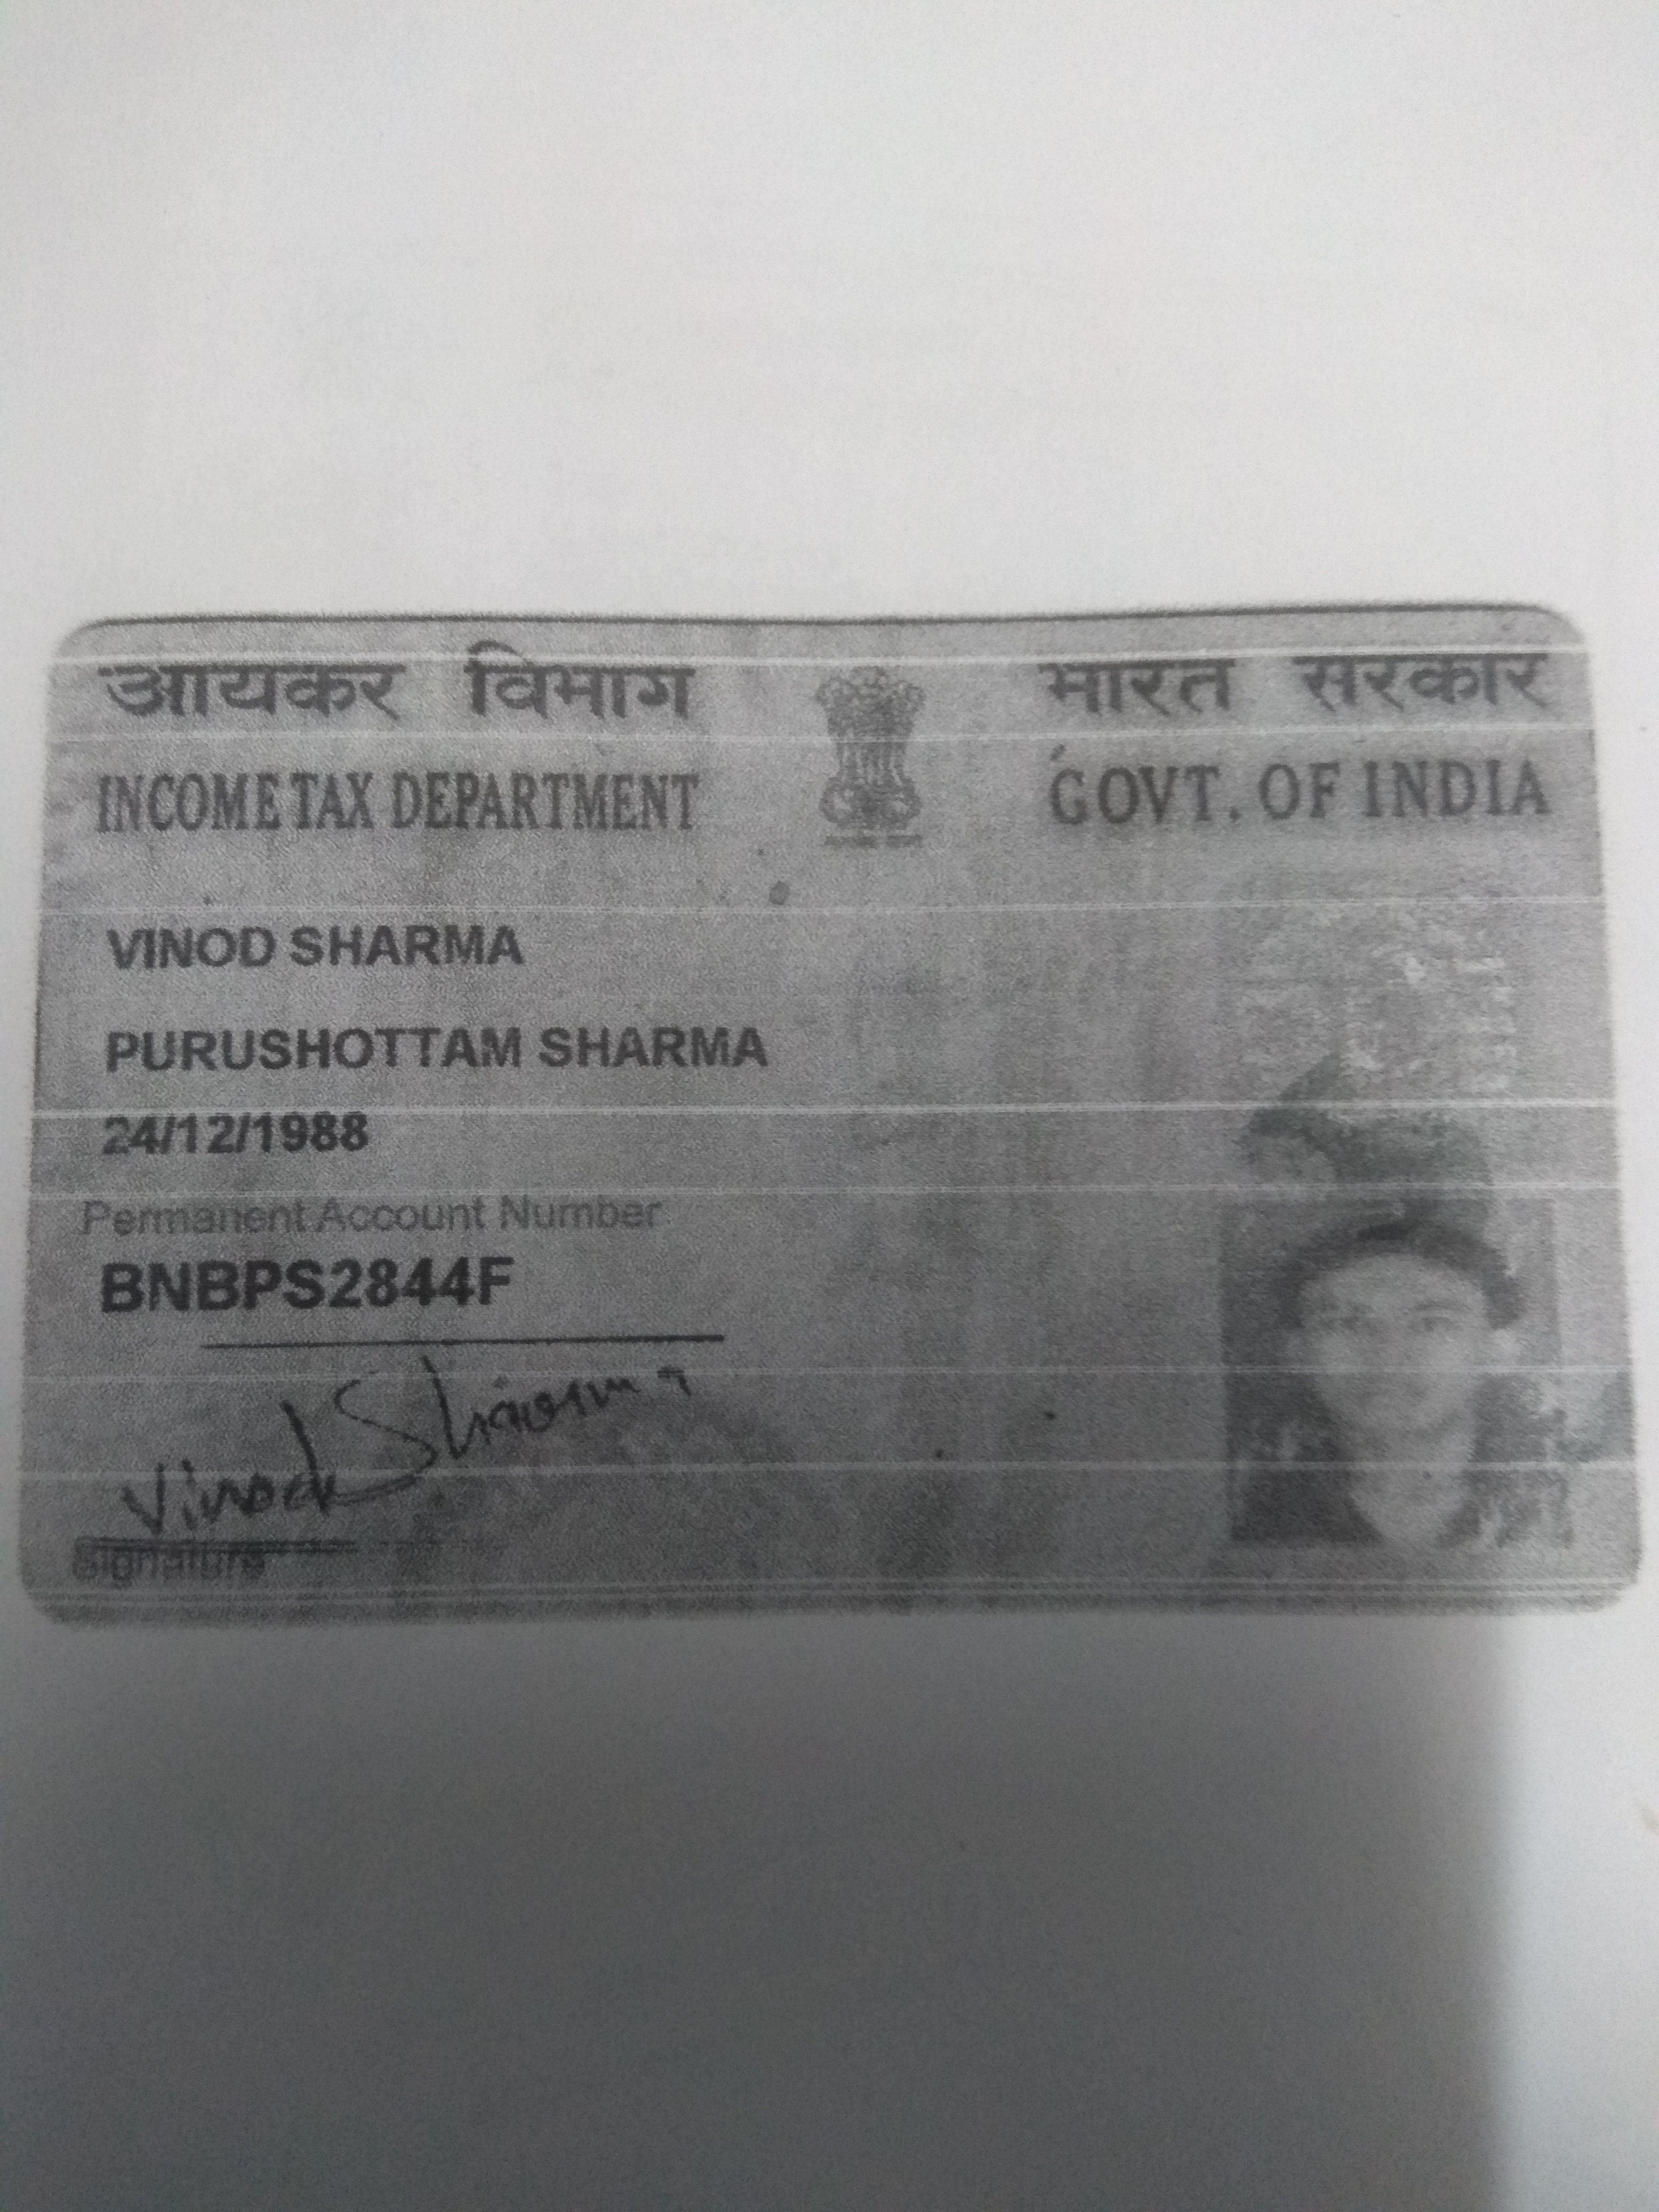 आयकर विभाग भारत सरकार
INCOME TAX DEPARTMENT GOVT. OF INDIA
VINOD SHARMA
PURUSHOTTAM SHARMA
24/12/1988
Permanent Account Number
BNBPS2844F
Vinod Sharma
Signature